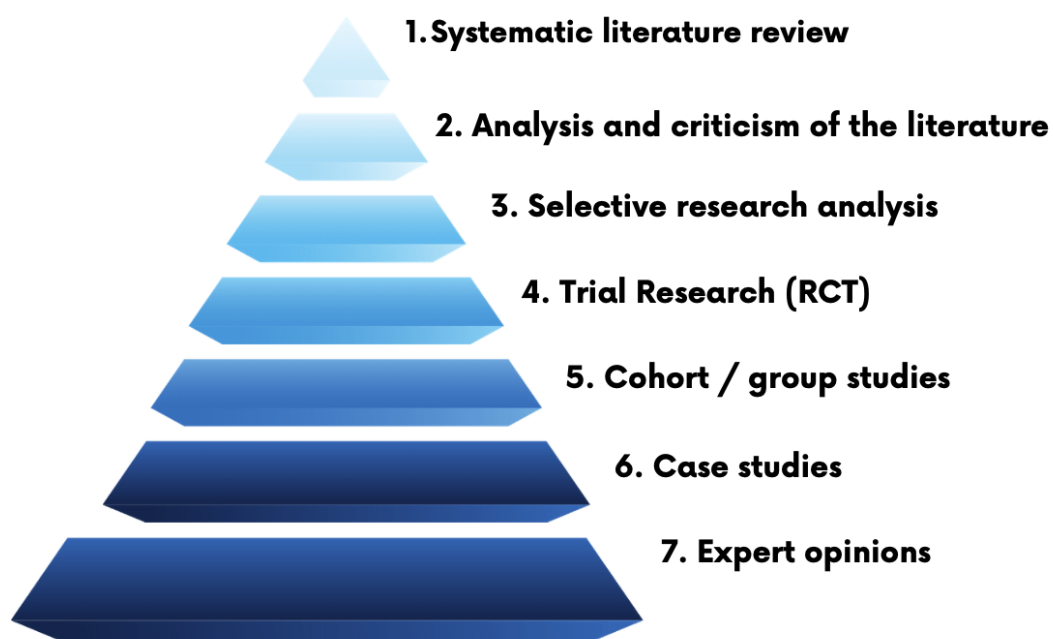 1. Systematic literature review
2. Analysis and criticism of the literature
3. Selective research analysis
4. Trial Research (RCT)
5. Cohort / group studies
6. Case studies
7. Expert opinions